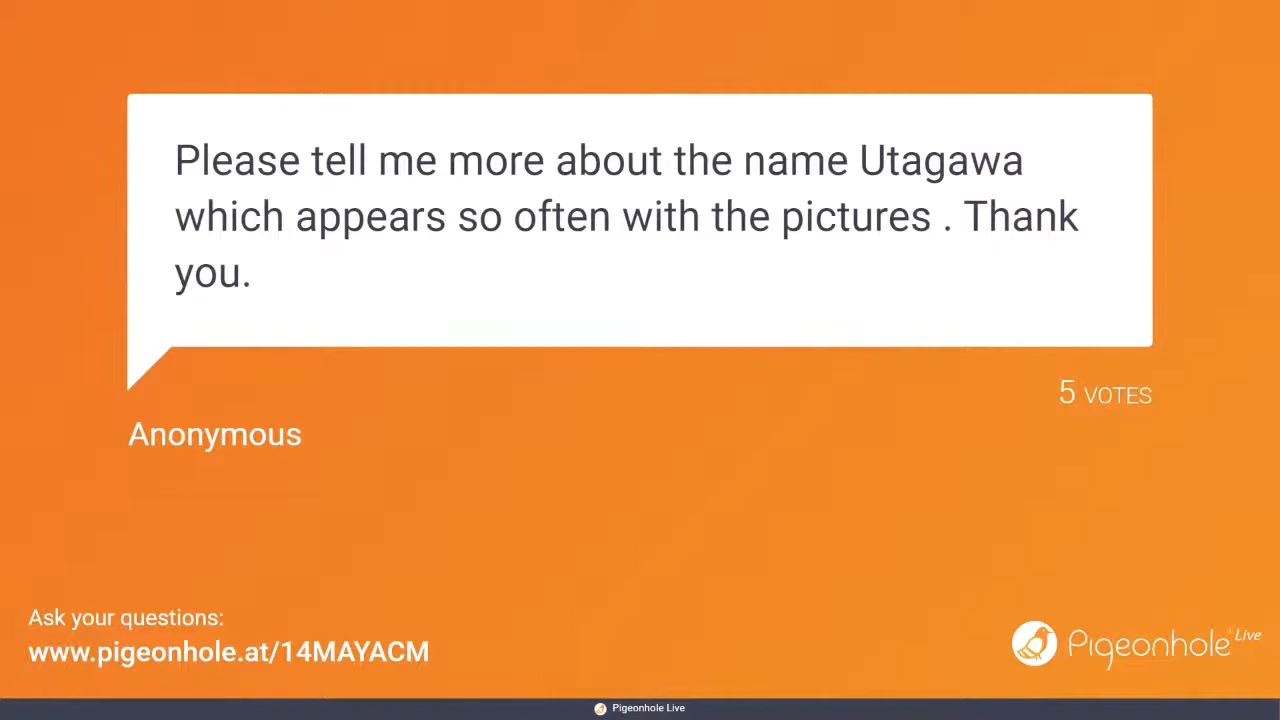 Please tell me more about the name Utagawa
which appears so often with the pictures . Thank
you.
5 VOTES
Anonymous
Ask your questions:
www.pigeonhole.at/14MAYACM
Pigeonhole Live
Pigeonhole Live